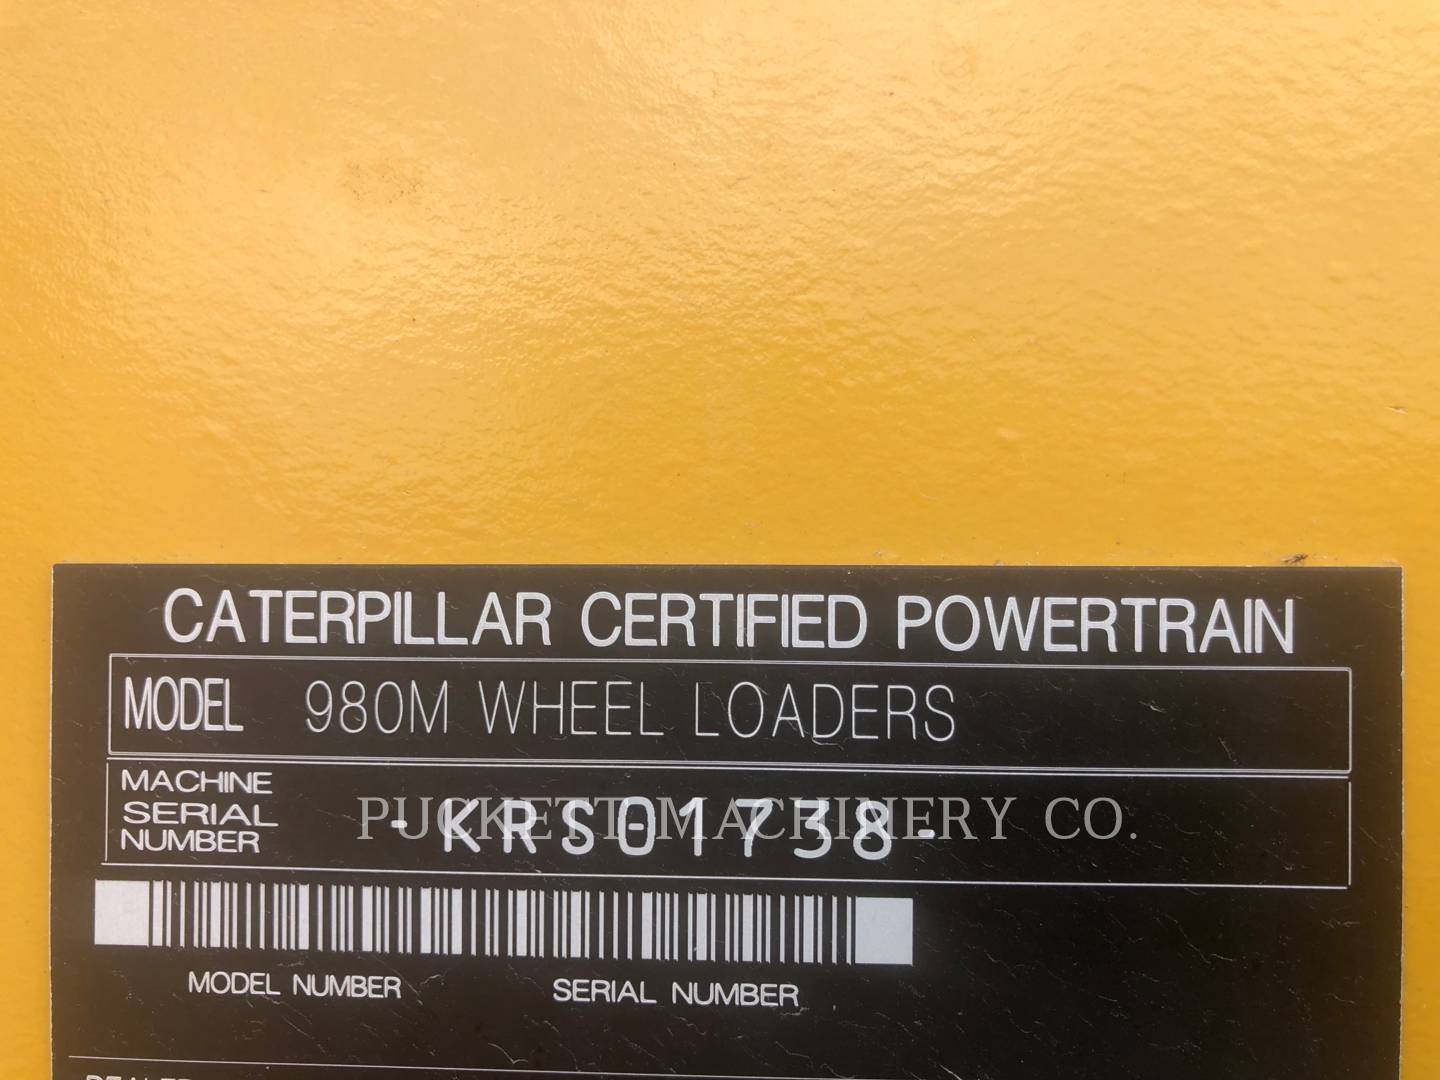 CATERPILLAR CERTIFIED POWERTRAIN
MODEL 980M WHEEL LOADERS
MACHINE
SERIAL
NUMBER
-KRS01738-
PUCKETT MACHINERY CO.
MODEL NUMBER SERIAL NUMBER